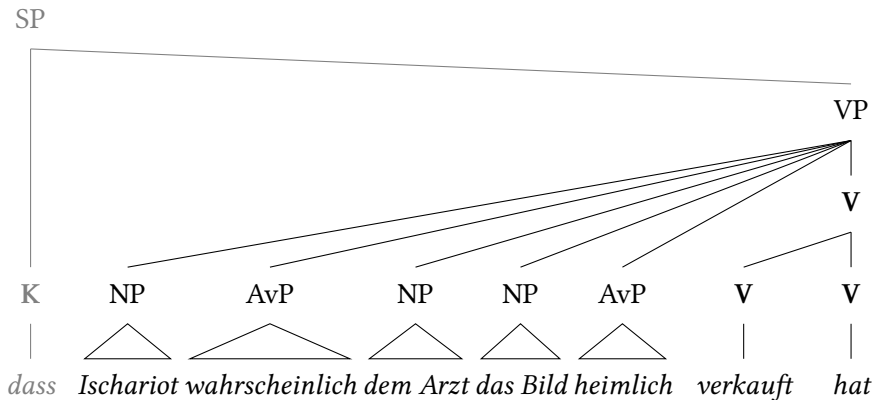 SP
VP
V
K NP AvP NP NP AvP V V
dass Ischariot wahrscheinlich dem Arzt das Bild heimlich verkauft hat